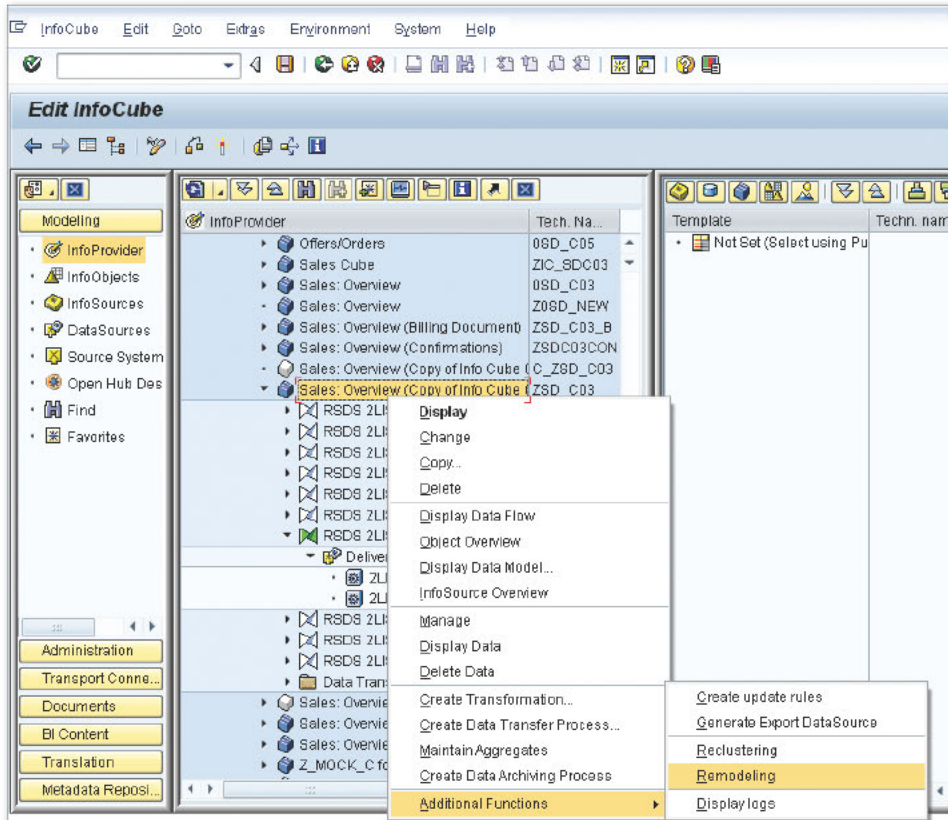 InfoCube Edit Goto Extras Environment System Help
Edit InfoCube
Modeling
InfoProvider
InfoObjects
InfoSources
DataSources
Source System
Open Hub Des
Find
Favorites
Administration
Transport Conne...
Documents
BI Content
Translation
Metadata Reposi...
InfoProvider Tech. Na...
Offers/Orders 0SD_C05
Sales Cube ZIC_SDC03
Sales: Overview 0SD_C03
Sales: Overview Z0SD_NEW
Sales: Overview (Billing Document) ZSD_C03_B
Sales: Overview (Confirmations) ZSDC03CON
Sales: Overview (Copy of Info Cube ( C_ZSD_C03
Sales: Overview (Copy of Info Cube ( ZSD_C03
RSDS 2LI
RSDS 2LI
RSDS 2LI
RSDS 2LI
RSDS 2LI
RSDS 2LI
RSDS 2LI
Deliver
2LI
2LI
RSDS 2LI
RSDS 2LI
RSDS 2LI
Data Tran
Sales: Overvie
Sales: Overvie
Sales: Overvie
Z_MOCK_C fo
Display
Change
Copy...
Delete
Display Data Flow
Object Overview
Display Data Model...
InfoSource Overview
Manage
Display Data
Delete Data
Create Transformation...
Create Data Transfer Process...
Maintain Aggregates
Create Data Archiving Process
Additional Functions
Create update rules
Generate Export DataSource
Reclustering
Remodeling
Display logs
Template Techn. nam
Not Set (Select using Pu